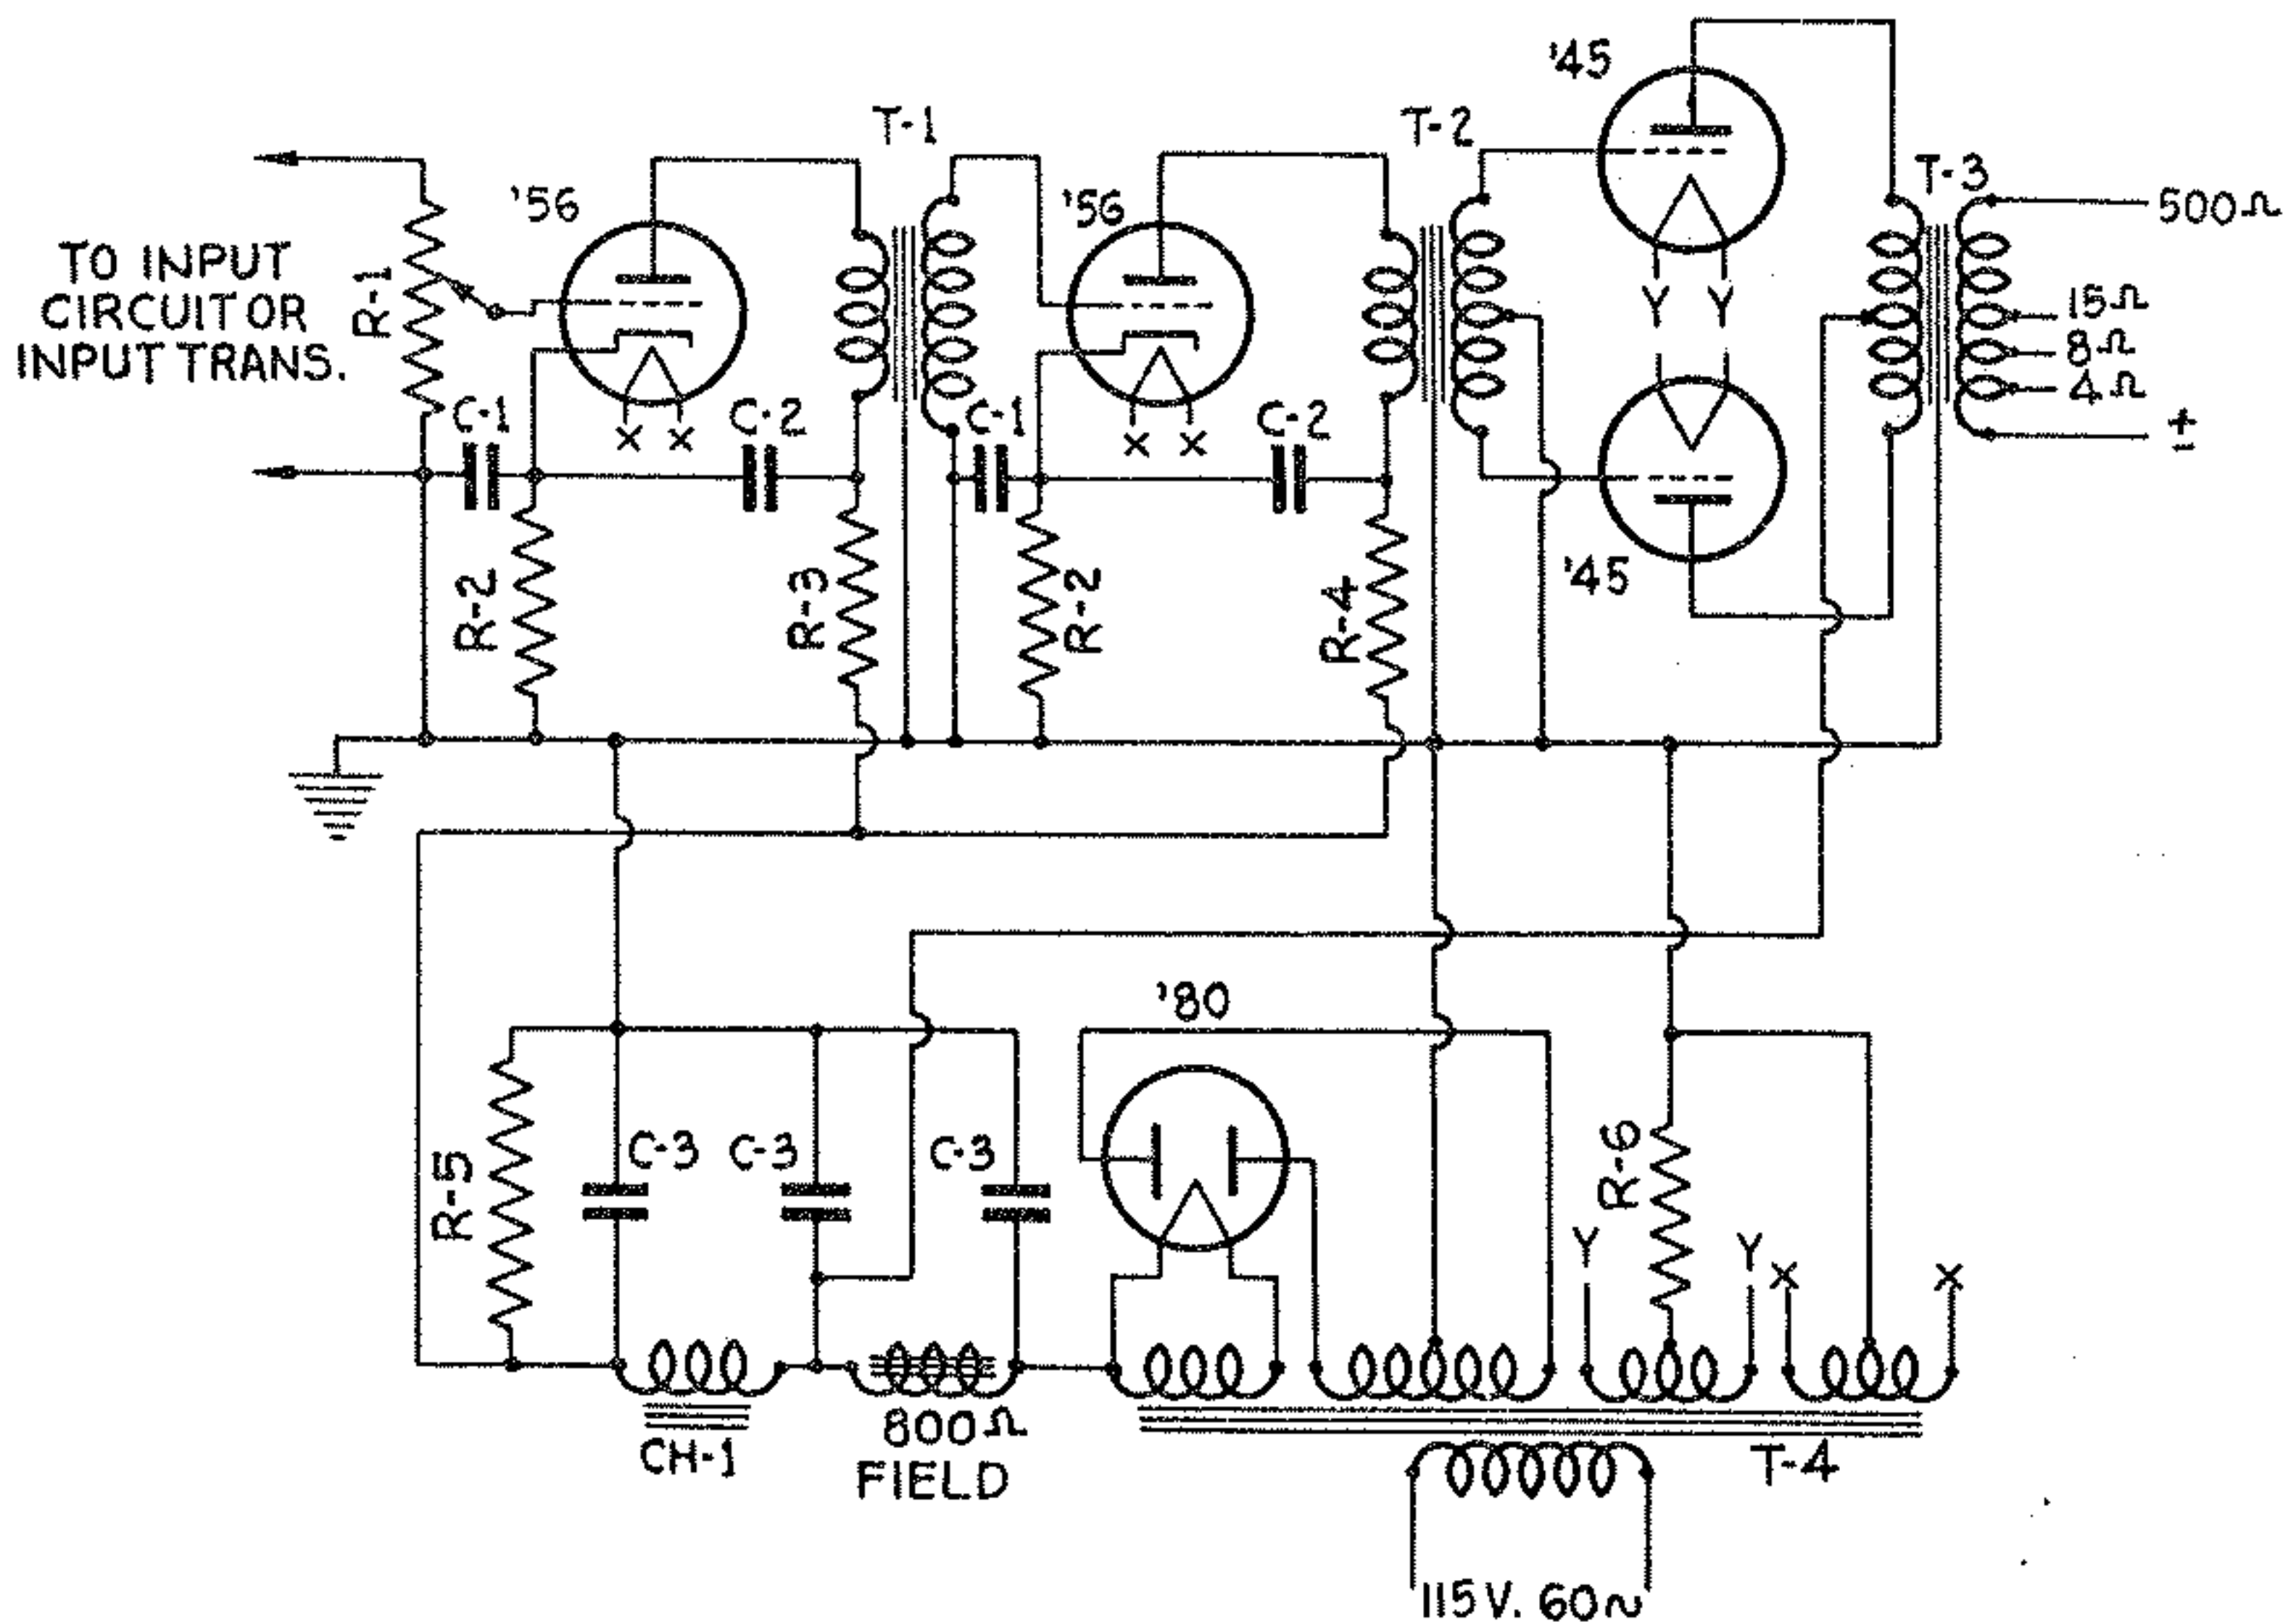 '45
T-1
T-2
T-3
'56
'56
500Ω
TO INPUT
CIRCUIT OR
INPUT TRANS.
R-1
15Ω
8Ω
4Ω
±
Y Y
C-1
X X
C-2
C-1
X X
C-2
'45
R-2
R-3
R-2
R-4
'80
R-5
C-3
C-3
C-3
R-6
Y
Y
X
X
CH-1
800Ω
FIELD
T-4
115V. 60~